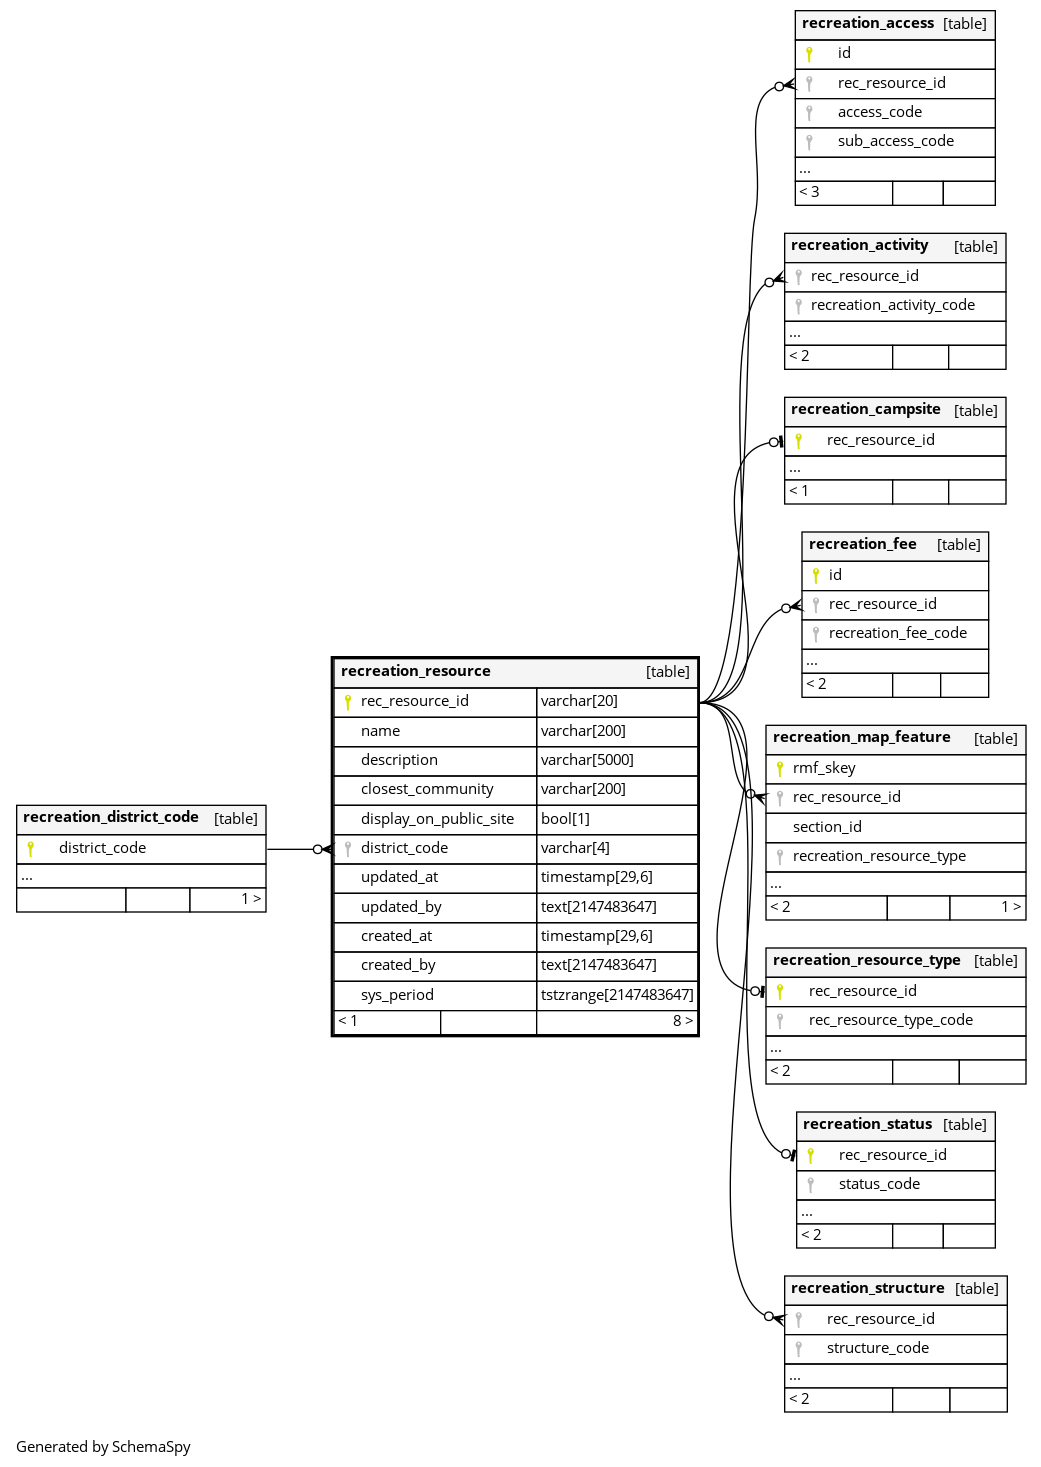 recreation_access [table]
id
rec_resource_id
access_code
sub_access_code
...
< 3
recreation_activity [table]
rec_resource_id
recreation_activity_code
...
< 2
recreation_campsite [table]
rec_resource_id
...
< 1
recreation_fee [table]
id
rec_resource_id
recreation_fee_code
...
< 2
recreation_resource [table]
rec_resource_id varchar[20]
name varchar[200]
description varchar[5000]
closest_community varchar[200]
display_on_public_site bool[1]
district_code varchar[4]
updated_at timestamp[29,6]
updated_by text[2147483647]
created_at timestamp[29,6]
created_by text[2147483647]
sys_period tstzrange[2147483647]
< 1 8 >
recreation_district_code [table]
district_code
...
1 >
recreation_map_feature [table]
rmf_skey
rec_resource_id
section_id
recreation_resource_type
...
< 2 1 >
recreation_resource_type [table]
rec_resource_id
rec_resource_type_code
...
< 2
recreation_status [table]
rec_resource_id
status_code
...
< 2
recreation_structure [table]
rec_resource_id
structure_code
...
< 2
Generated by SchemaSpy